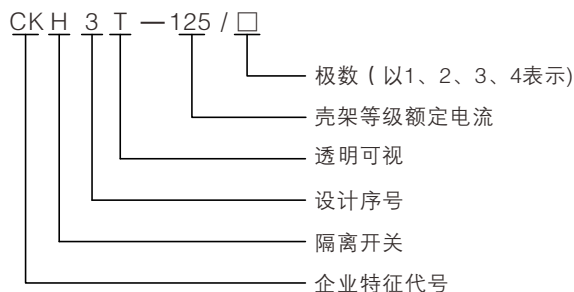 CK H 3 T — 125 / □
极数（以1、2、3、4表示)
壳架等级额定电流
透明可视
设计序号
隔离开关
企业特征代号